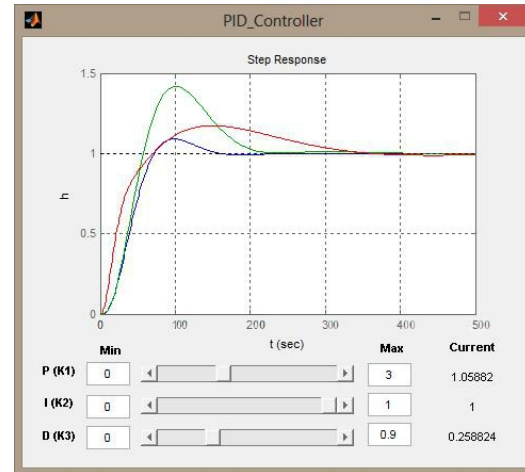 PID_Controller
Step Response
1.5
1
0.5
0
h
0 100 200 300 400 500
t (sec)
Min Max Current
P (K1) 0 3 1.05882
I (K2) 0 1 1
D (K3) 0 0.9 0.258824